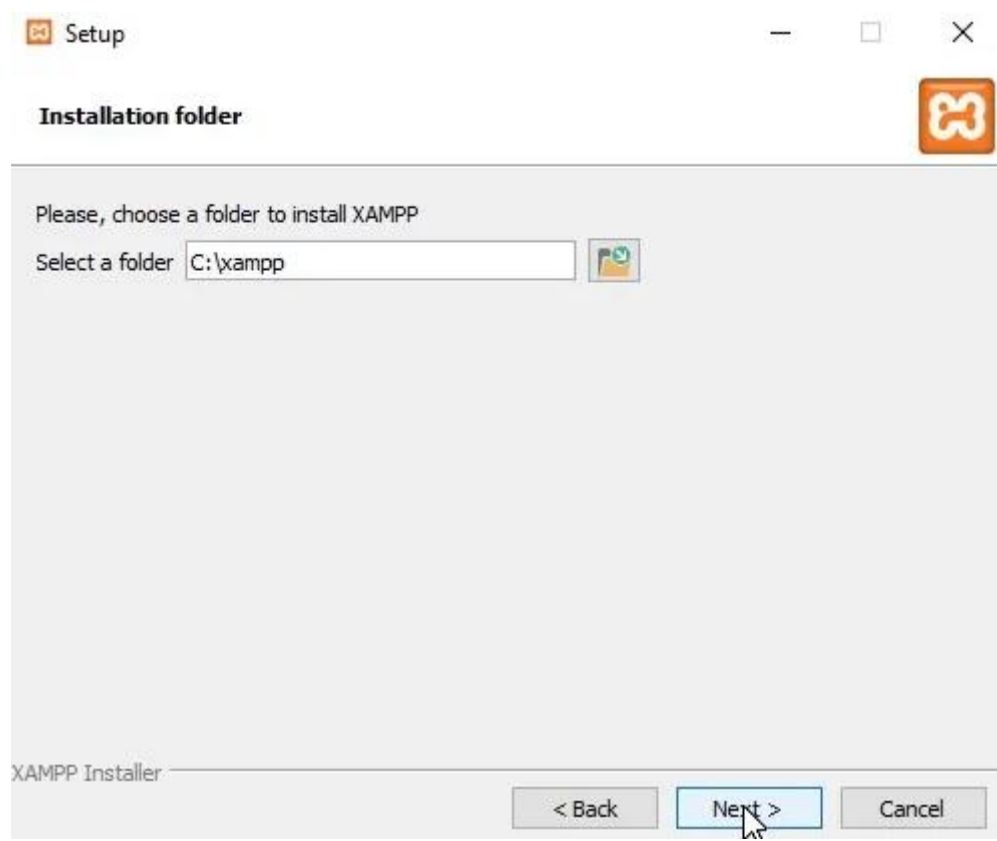 Setup
Installation folder
Please, choose a folder to install XAMPP
Select a folder C:\xampp
XAMPP Installer
< Back Next > Cancel